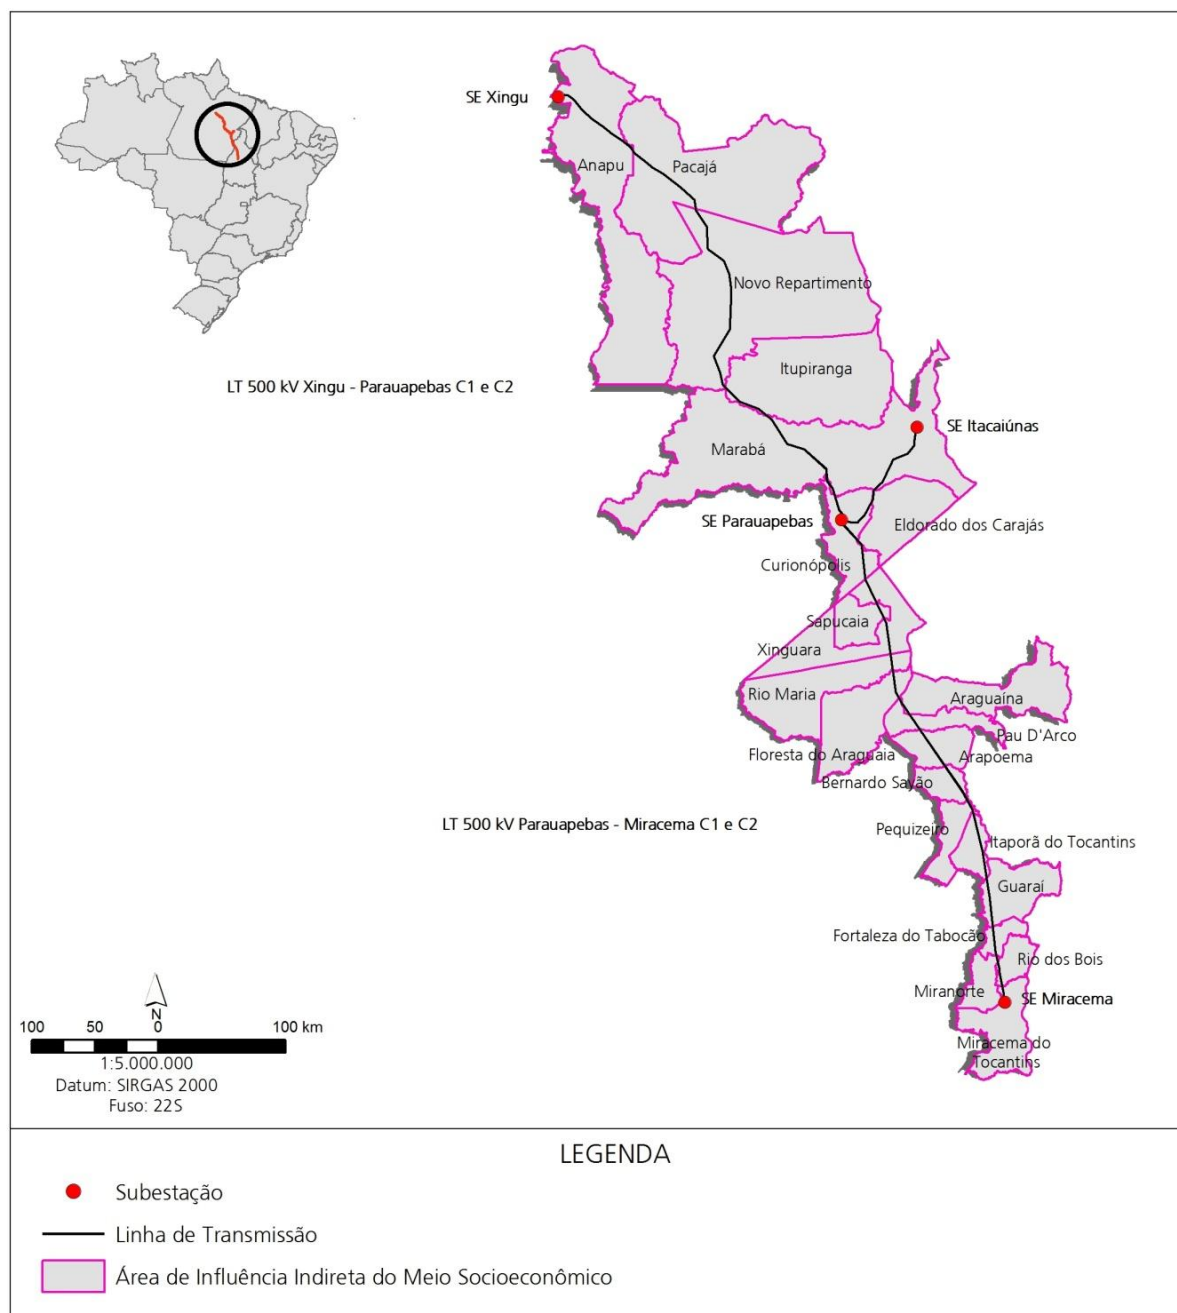 SE Xingu
Anapu
Pacajá
Novo Repartimento
Itupiranga
LT 500 kV Xingu - Parauapebas C1 e C2
SE Itacaiúnas
Marabá
SE Parauapebas
Eldorado dos Carajás
Curionópolis
Sapucaia
Xinguara
Rio Maria
Araguaína
Pau D'Arco
Floresta do Araguaia
Arapoema
Bernardo Sayão
LT 500 kV Parauapebas - Miracema C1 e C2
Pequizeiro
Itaporã do Tocantins
Guaraí
Fortaleza do Tabocão
Rio dos Bois
Miranorte
SE Miracema
Miracema do
Tocantins
N
100 50 0 100 km
1:5.000.000
Datum: SIRGAS 2000
Fuso: 22S
LEGENDA
Subestação
Linha de Transmissão
Área de Influência Indireta do Meio Socioeconômico